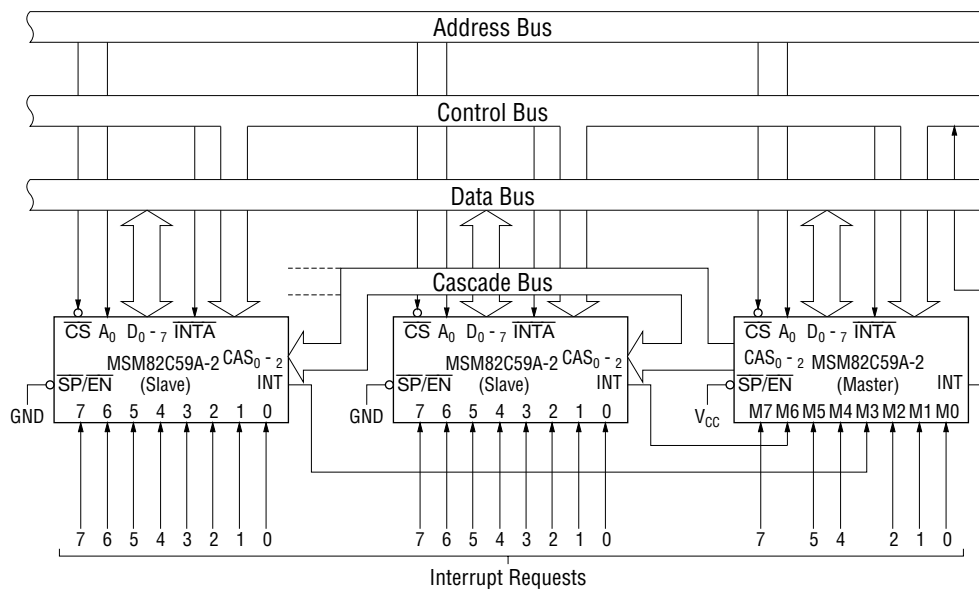 Address Bus
Control Bus
Data Bus
Cascade Bus
CS A0 D0 - 7 INTA
MSM82C59A-2 CAS0 - 2
SP/EN (Slave) INT
GND
7 6 5 4 3 2 1 0
7 6 5 4 3 2 1 0
CS A0 D0 - 7 INTA
MSM82C59A-2 CAS0 - 2
SP/EN (Slave) INT
GND
7 6 5 4 3 2 1 0
7 6 5 4 3 2 1 0
CS A0 D0 - 7 INTA
CAS0 - 2 MSM82C59A-2
SP/EN (Master) INT
VCC
M7 M6 M5 M4 M3 M2 M1 M0
7 5 4 2 1 0
Interrupt Requests